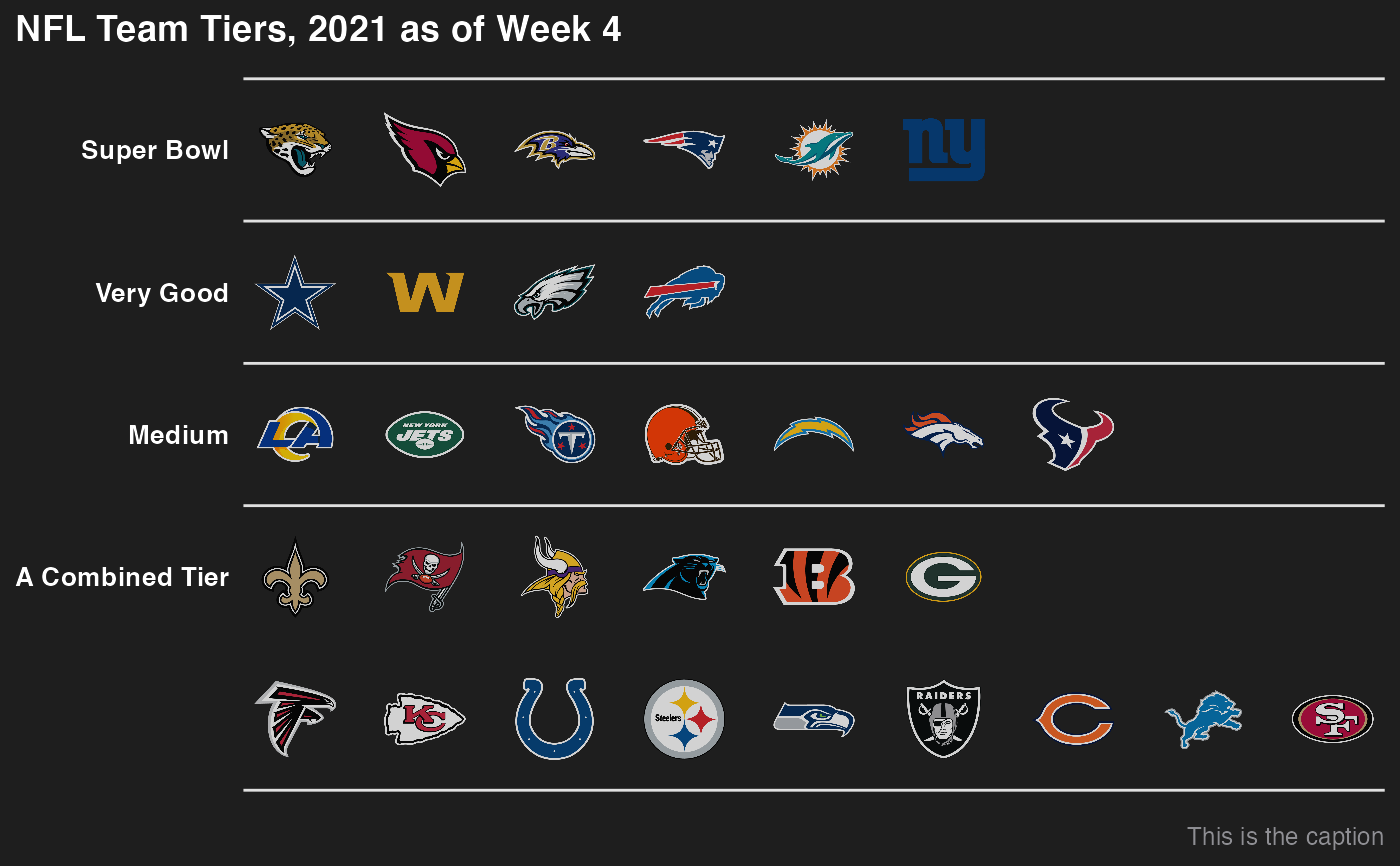 NFL Team Tiers, 2021 as of Week 4
Super Bowl
B
ny
Very Good
W
Medium
LA
NEW YORK
JETS
T
A Combined Tier
B
G
KC
Steelers
RAIDERS
C
SF
This is the caption